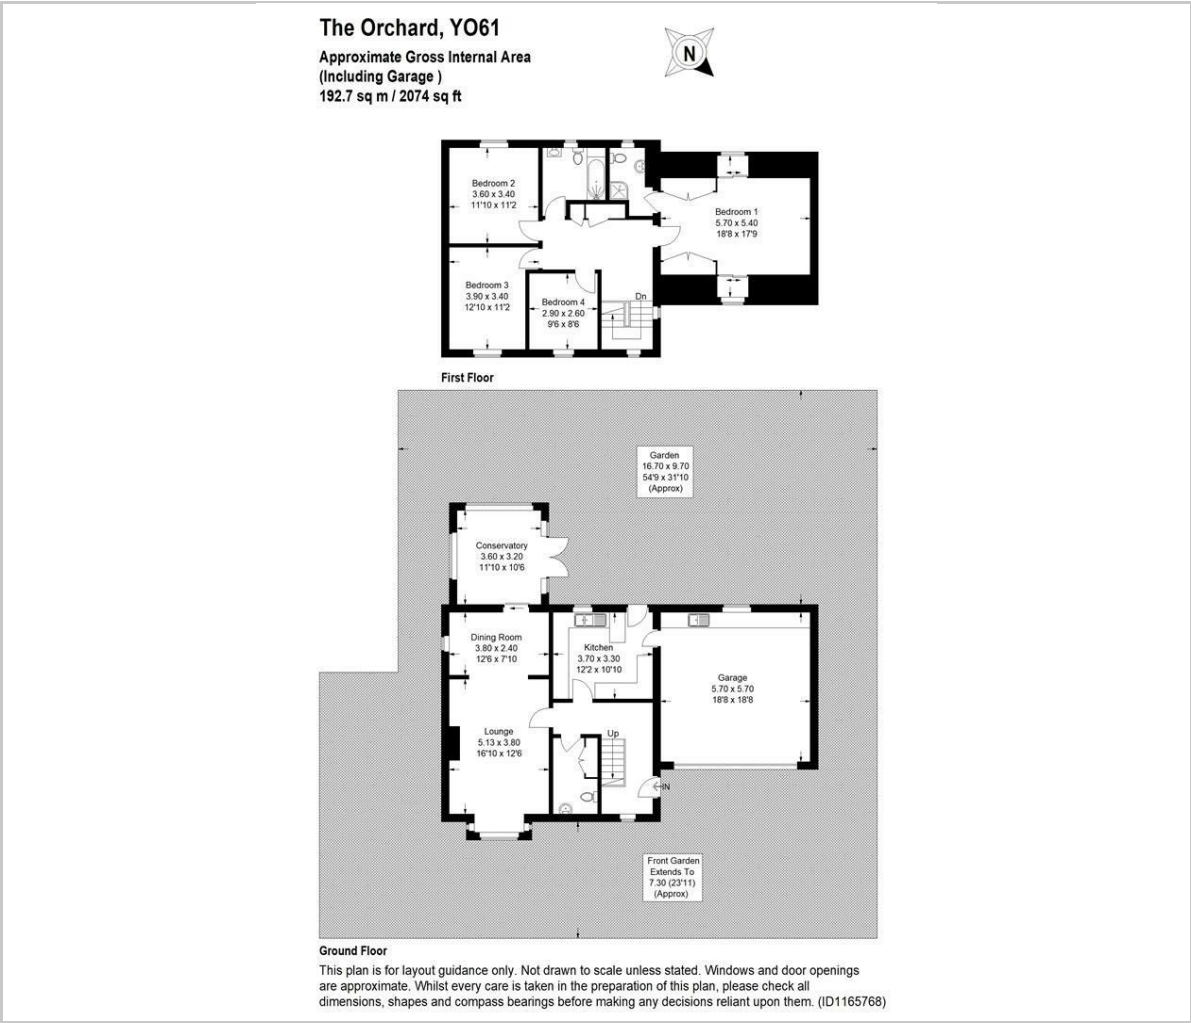 The Orchard, YO61
Approximate Gross Internal Area
(Including Garage )
192.7 sq m / 2074 sq ft
N
Bedroom 2
3.60 x 3.40
11'10 x 11'2
Bedroom 1
5.70 x 5.40
18'8 x 17'9
Bedroom 3
3.90 x 3.40
12'10 x 11'2
Bedroom 4
2.90 x 2.60
9'6 x 8'6
Dn
First Floor
Garden
16.70 x 9.70
54'9 x 31'10
(Approx)
Conservatory
3.60 x 3.20
11'10 x 10'6
Dining Room
3.80 x 2.40
12'6 x 7'10
Kitchen
3.70 x 3.30
12'2 x 10'10
Garage
5.70 x 5.70
18'8 x 18'8
Lounge
5.13 x 3.80
16'10 x 12'6
Up
IN
Front Garden
Extends To
7.30 (23'11)
(Approx)
Ground Floor
This plan is for layout guidance only. Not drawn to scale unless stated. Windows and door openings
are approximate. Whilst every care is taken in the preparation of this plan, please check all
dimensions, shapes and compass bearings before making any decisions reliant upon them. (ID1165768)